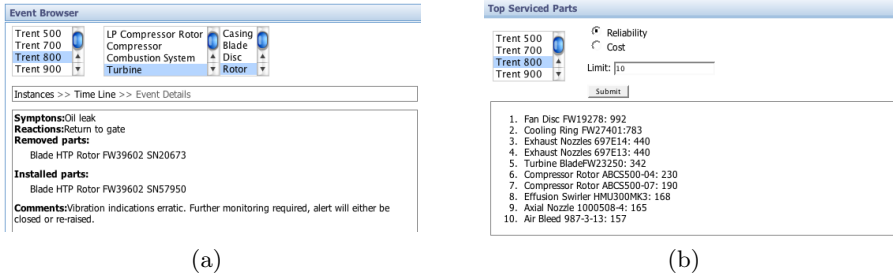 Event Browser
Trent 500
Trent 700
Trent 800
Trent 900
LP Compressor Rotor
Compressor
Combustion System
Turbine
Casing
Blade
Disc
Rotor
Instances >> Time Line >> Event Details
Symptons:Oil leak
Reactions:Return to gate
Removed parts:
Blade HTP Rotor FW39602 SN20673
Installed parts:
Blade HTP Rotor FW39602 SN57950
Comments:Vibration indications erratic. Further monitoring required, alert will either be
closed or re-raised.
(a)
Top Serviced Parts
Trent 500
Trent 700
Trent 800
Trent 900
Reliability
Cost
Limit: 10
Submit
1. Fan Disc FW19278: 992
2. Cooling Ring FW27401:783
3. Exhaust Nozzles 697E14: 440
4. Exhaust Nozzles 697E13: 440
5. Turbine BladeFW23250: 342
6. Compressor Rotor ABCS500-04: 230
7. Compressor Rotor ABCS500-07: 190
8. Effusion Swirler HMU300MK3: 168
9. Axial Nozzle 1000508-4: 165
10. Air Bleed 987-3-13: 157
(b)